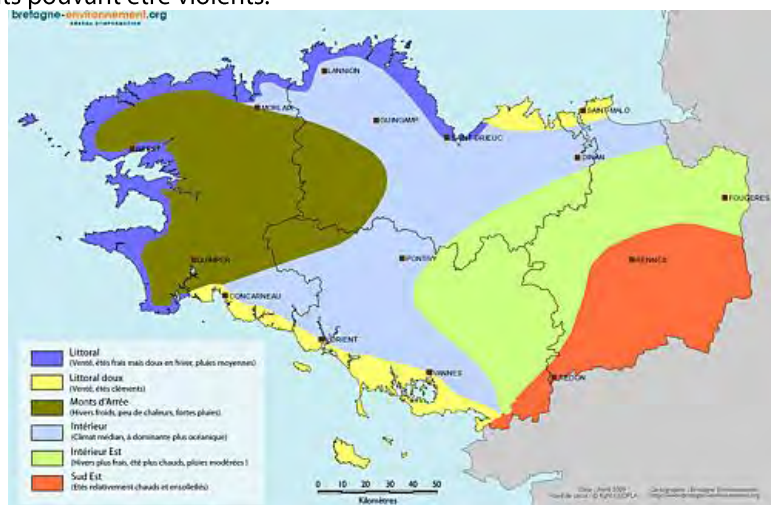 ts pouvant être violents.
bretagne-environnement.org
RÉSEAU D'INFORMATION
LANNION
MORLAIX
GUINGAMP
SAINT-MALO
SAINT-BRIEUC
BREST
DINAN
FOUGERES
QUIMPER
PONTIVY
RENNES
CONCARNEAU
LORIENT
VANNES
REDON
Littoral
(Venté, étés frais mais doux en hiver, pluies moyennes)
Littoral doux
(Venté, étés cléments)
Monts d'Arrée
(Hivers froids, peu de chaleurs, fortes pluies)
Intérieur
(Climat médian, à dominante plus océanique)
Intérieur Est
(Hivers plus frais, été plus chauds, pluies modérées )
Sud Est
(Etés relativement chauds et ensoleillés)
0 10 20 30 40 50
Kilomètres